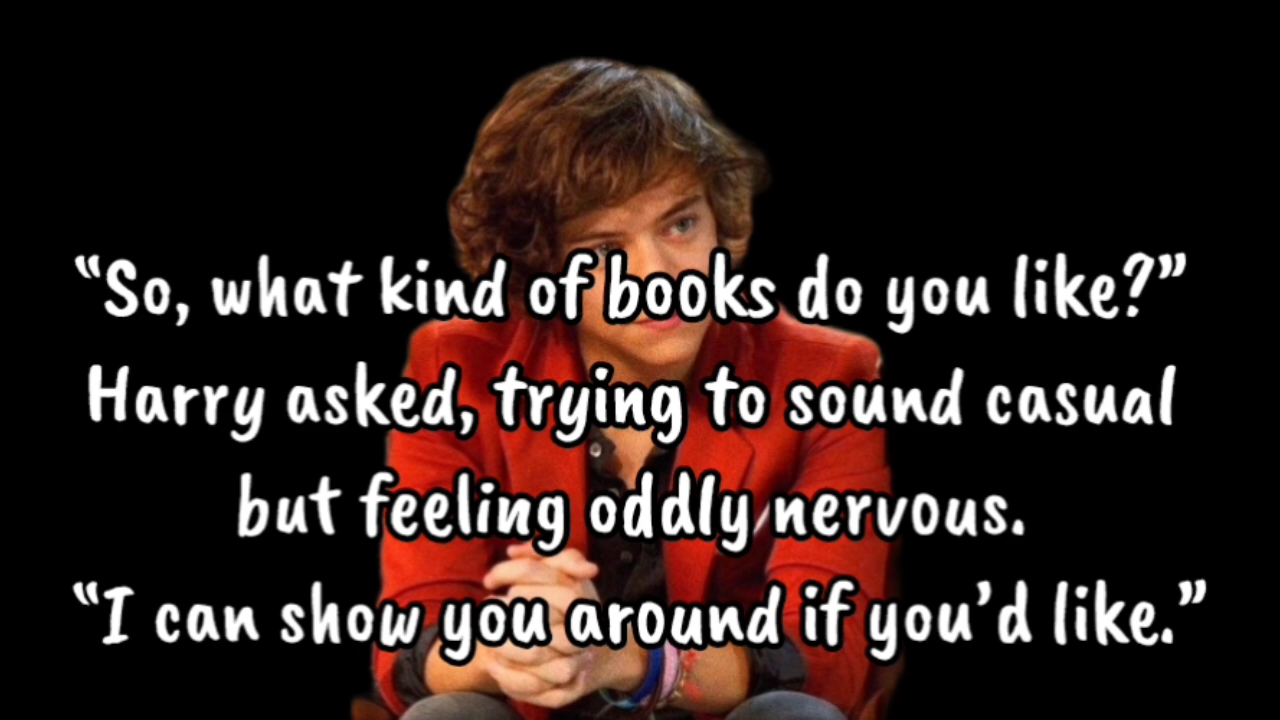 “So, what kind of books do you like?”
Harry asked, trying to sound casual
but feeling oddly nervous.
“I can show you around if you’d like.”